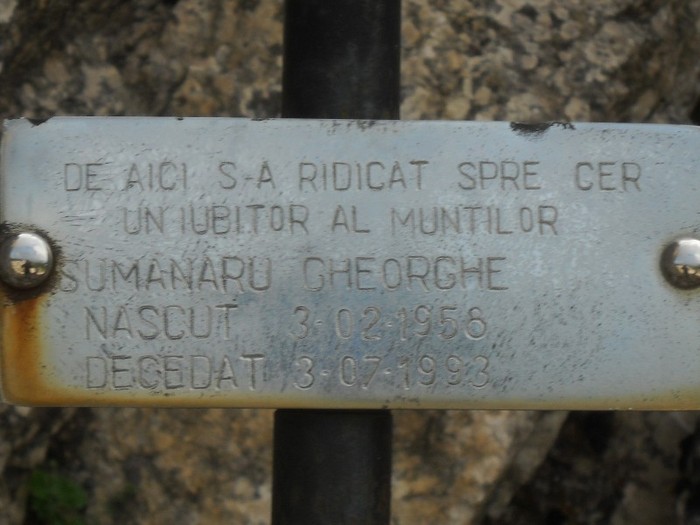 DE AICI S-A RIDICAT SPRE CER
UN IUBITOR AL MUNTILOR
SUMANARU GHEORGHE
NASCUT 3-02-1958
DECEDAT 3-07-1993